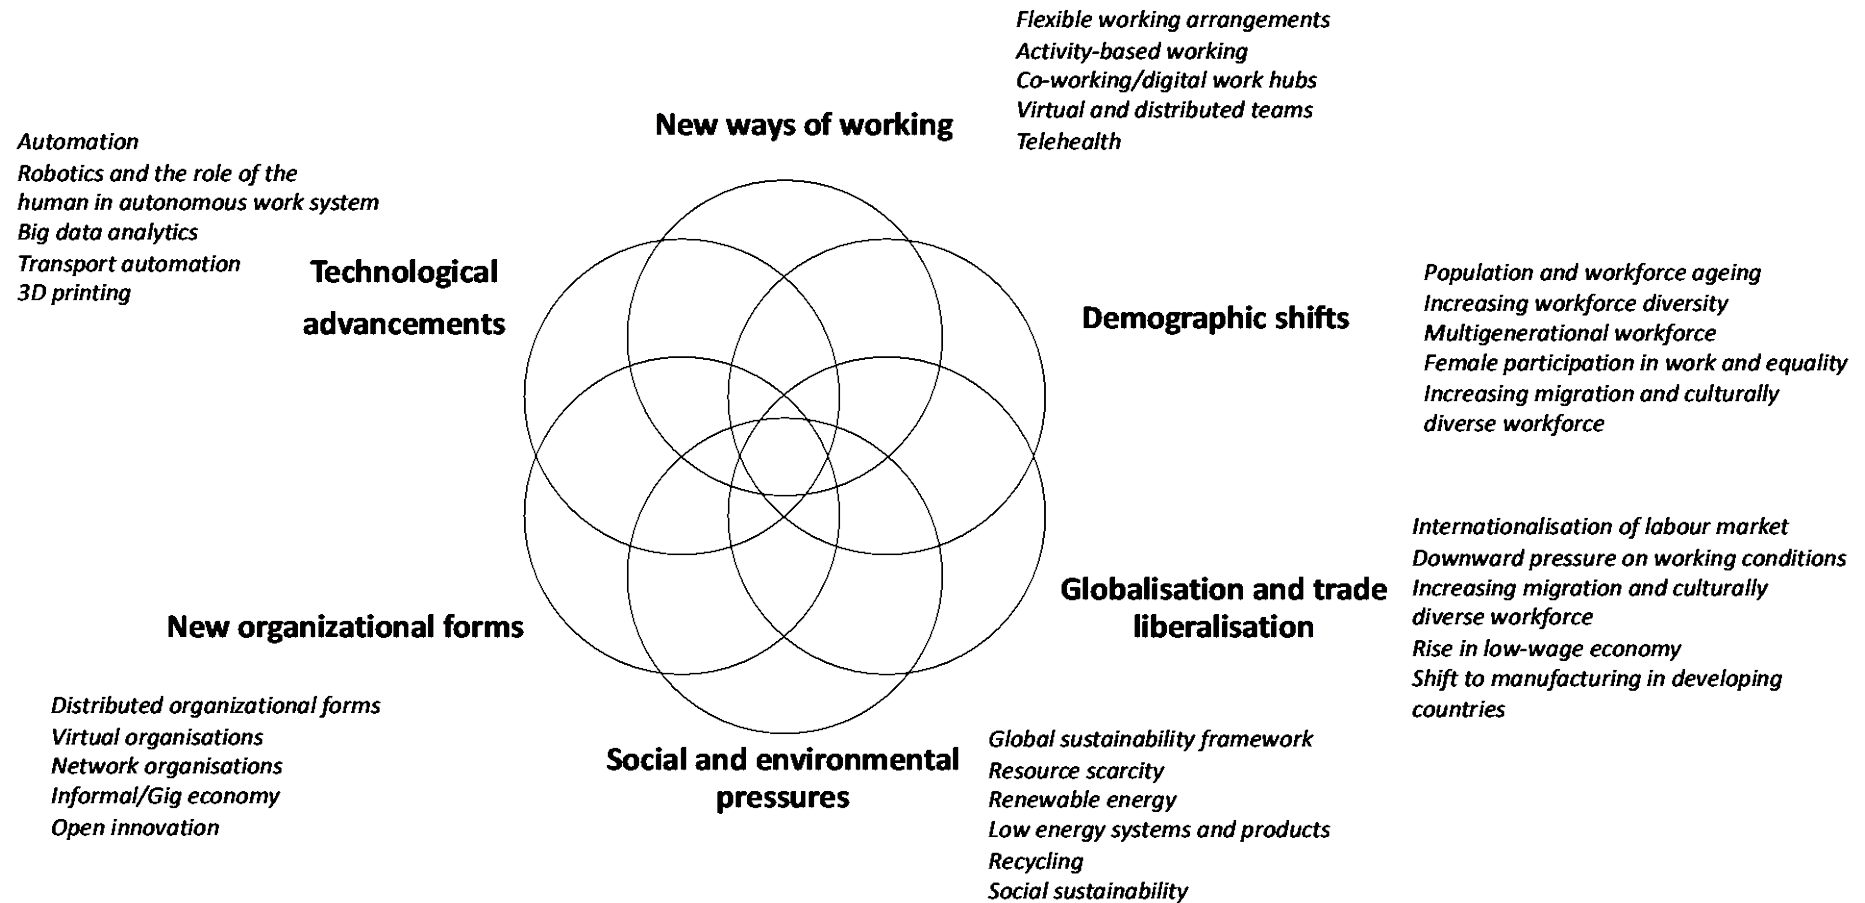 New ways of working
Flexible working arrangements
Activity-based working
Co-working/digital work hubs
Virtual and distributed teams
Telehealth
Automation
Robotics and the role of the
human in autonomous work system
Big data analytics
Transport automation
3D printing
Technological
advancements
Demographic shifts
Population and workforce ageing
Increasing workforce diversity
Multigenerational workforce
Female participation in work and equality
Increasing migration and culturally
diverse workforce
Globalisation and trade
liberalisation
Internationalisation of labour market
Downward pressure on working conditions
Increasing migration and culturally
diverse workforce
Rise in low-wage economy
Shift to manufacturing in developing
countries
New organizational forms
Distributed organizational forms
Virtual organisations
Network organisations
Informal/Gig economy
Open innovation
Social and environmental
pressures
Global sustainability framework
Resource scarcity
Renewable energy
Low energy systems and products
Recycling
Social sustainability